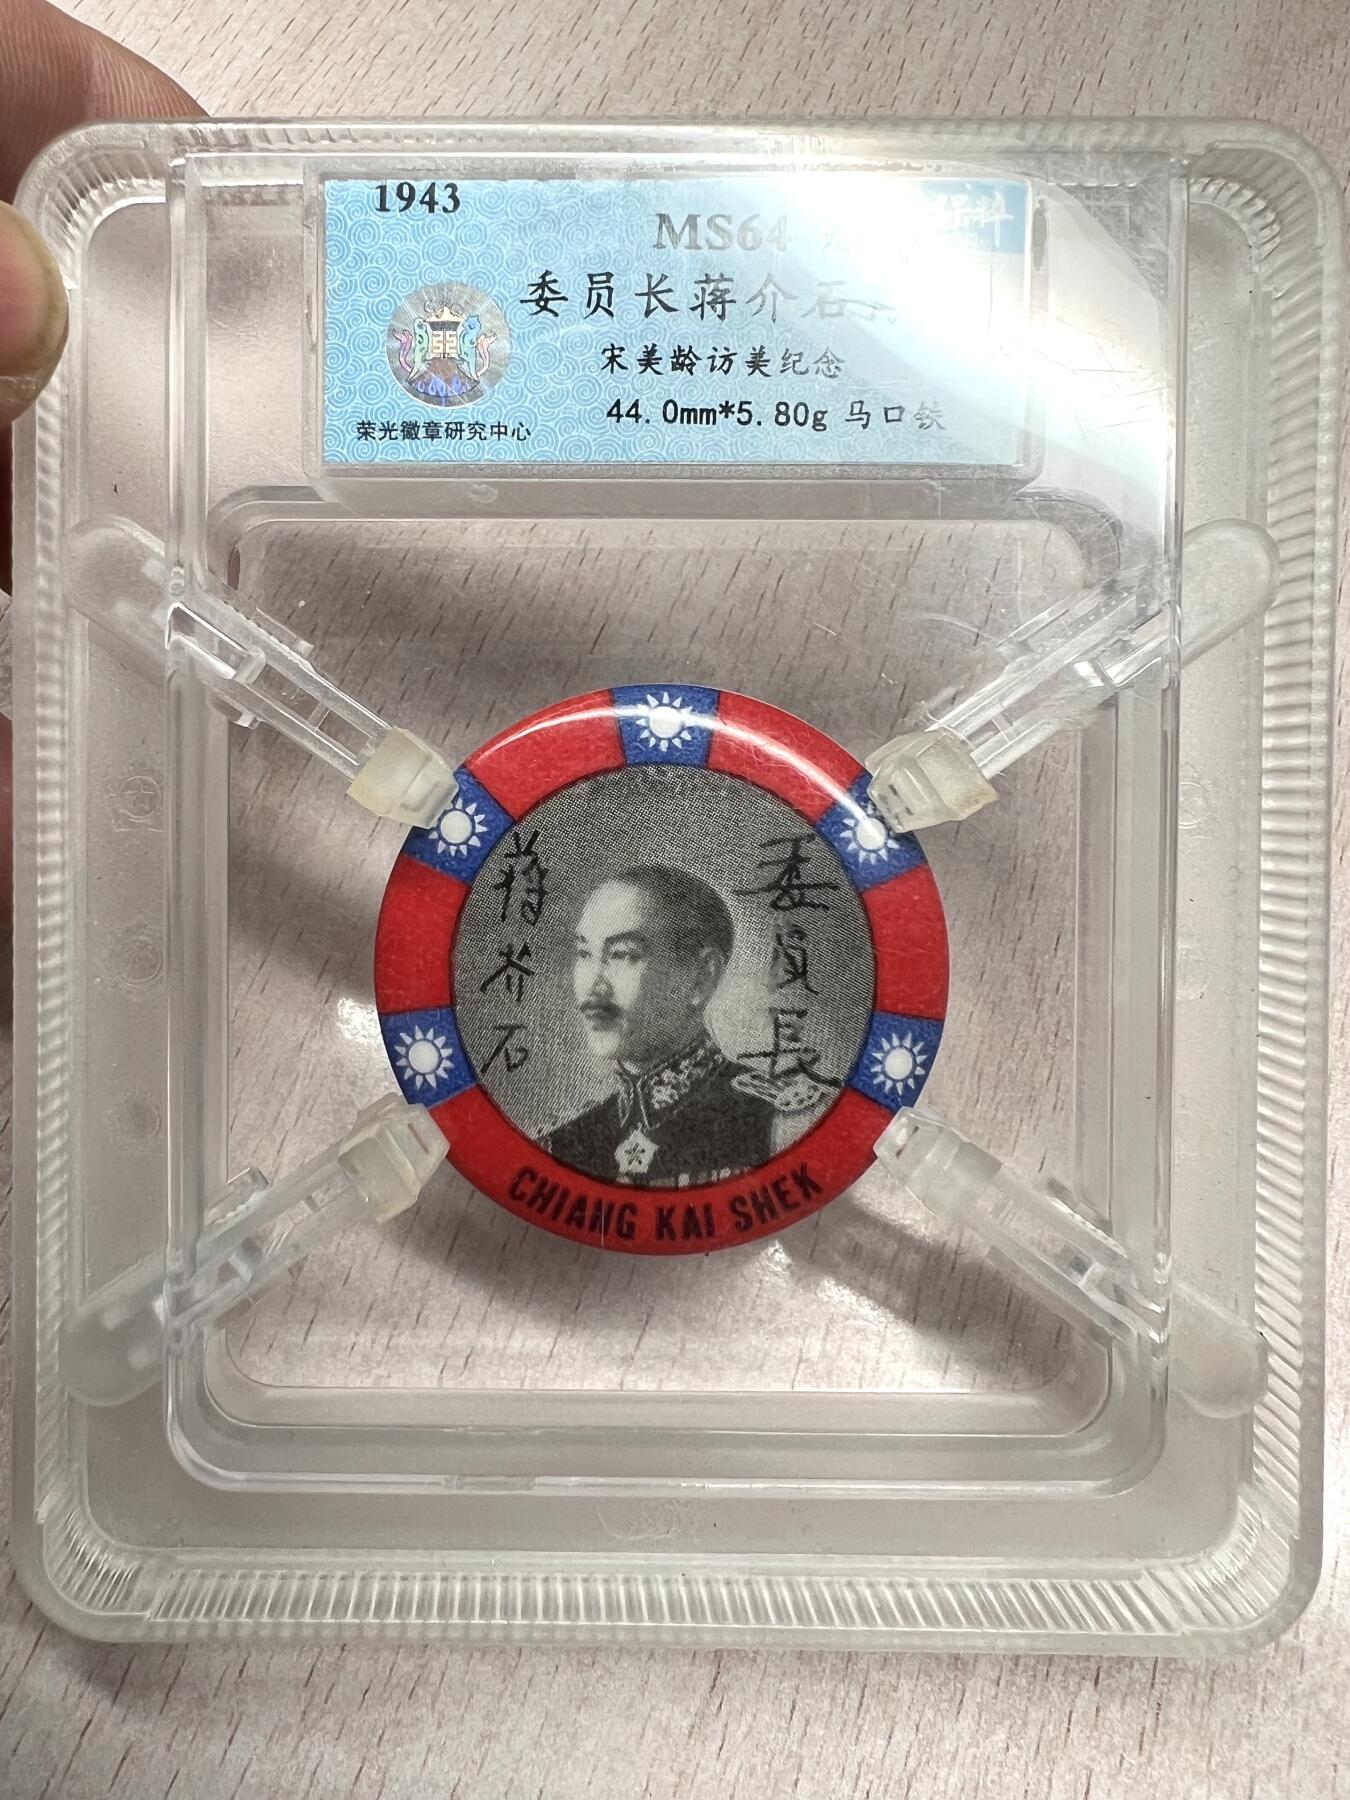 1943
MS64
委员长蒋介石
宋美龄访美纪念
44.0mm*5.80g 马口铁
荣光徽章研究中心
委員長
蔣介石
CHIANG KAI SHEK